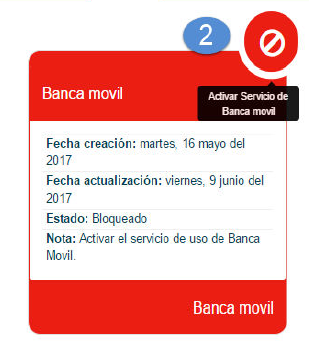 2
Banca movil
Activar Servicio de
Banca movil
Fecha creación: martes, 16 mayo del
2017
Fecha actualización: viernes, 9 junio del
2017
Estado: Bloqueado
Nota: Activar el servicio de uso de Banca
Movil.
Banca movil